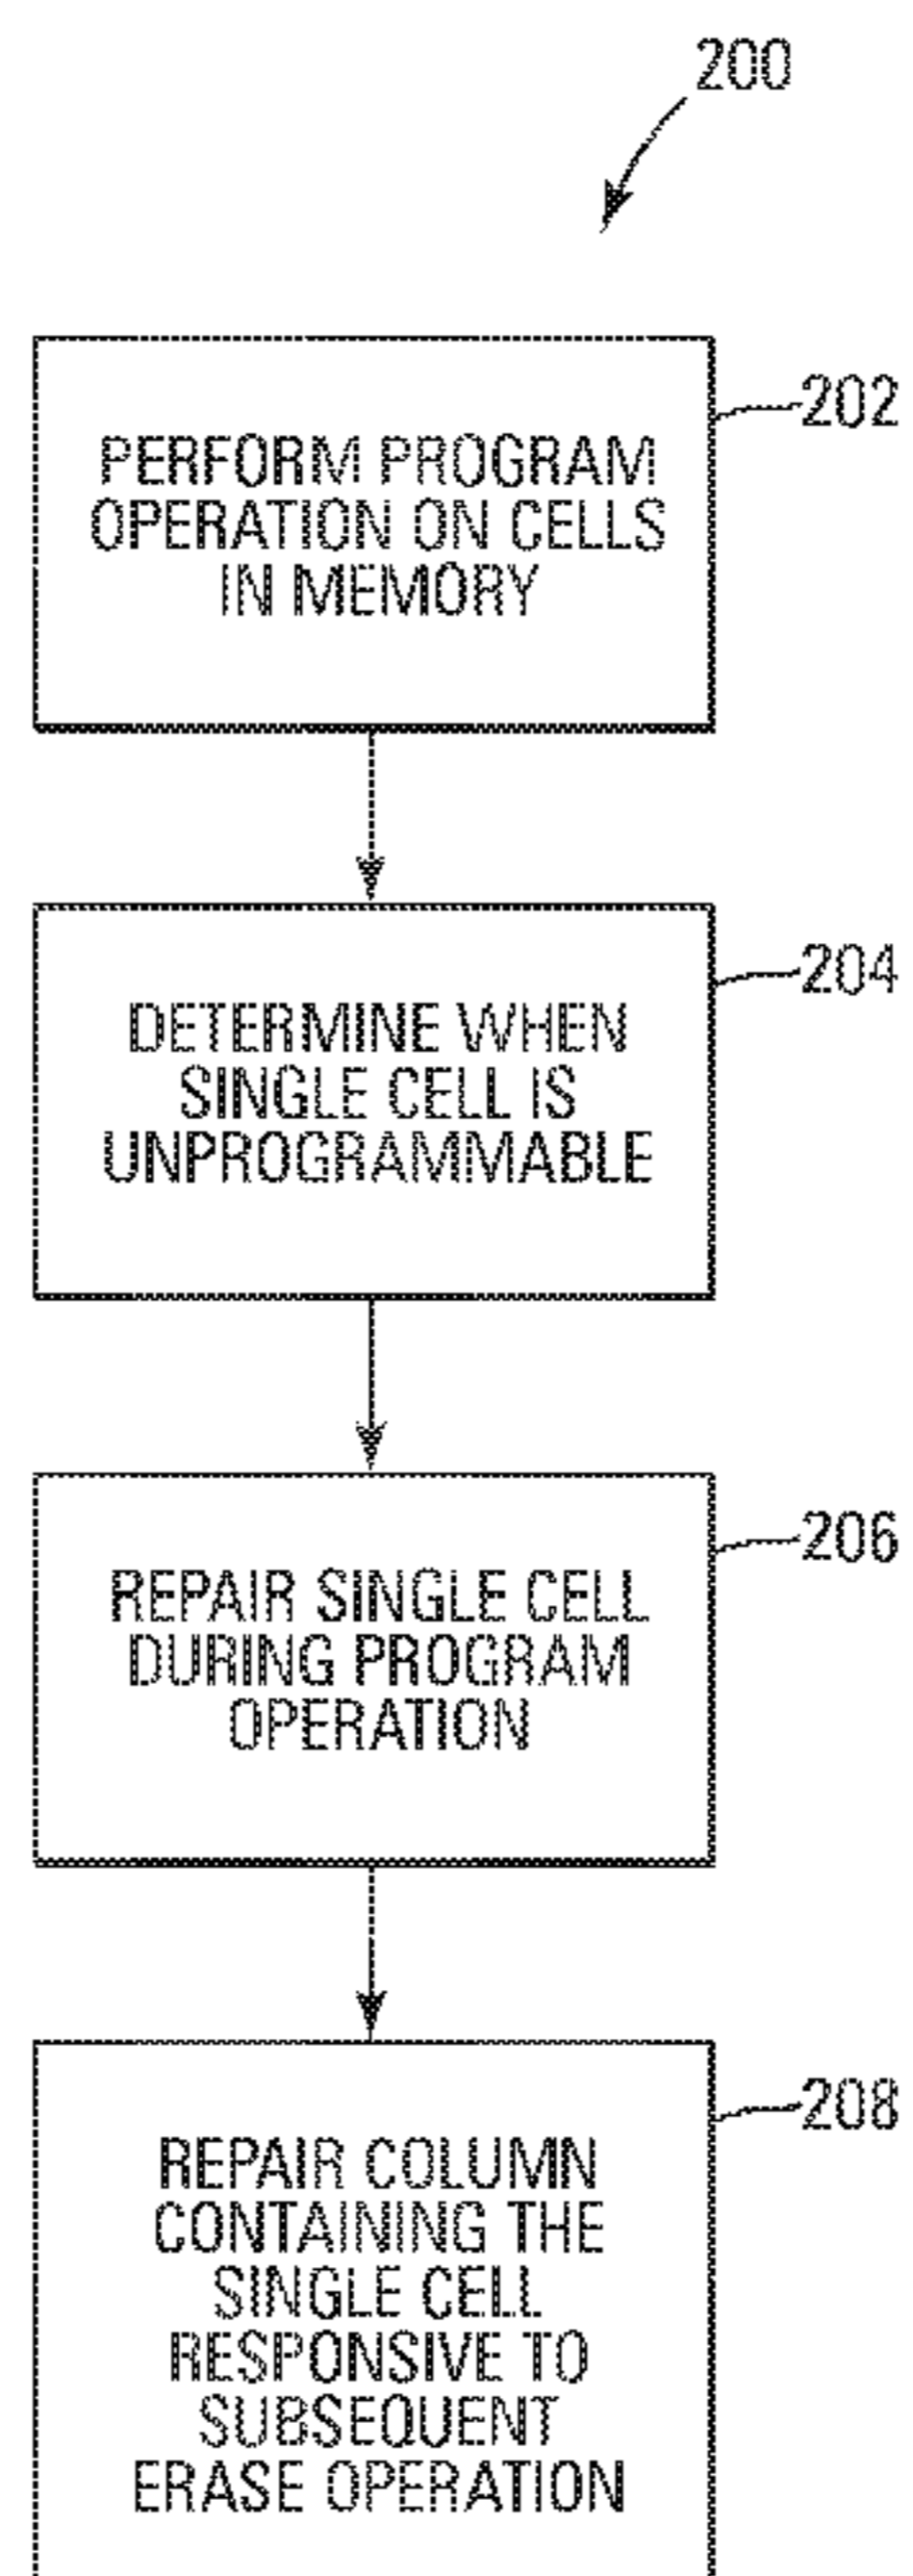 200
202
PERFORM PROGRAM
OPERATION ON CELLS
IN MEMORY
204
DETERMINE WHEN
SINGLE CELL IS
UNPROGRAMMABLE
206
REPAIR SINGLE CELL
DURING PROGRAM
OPERATION
208
REPAIR COLUMN
CONTAINING THE
SINGLE CELL
RESPONSIVE TO
SUBSEQUENT
ERASE OPERATION